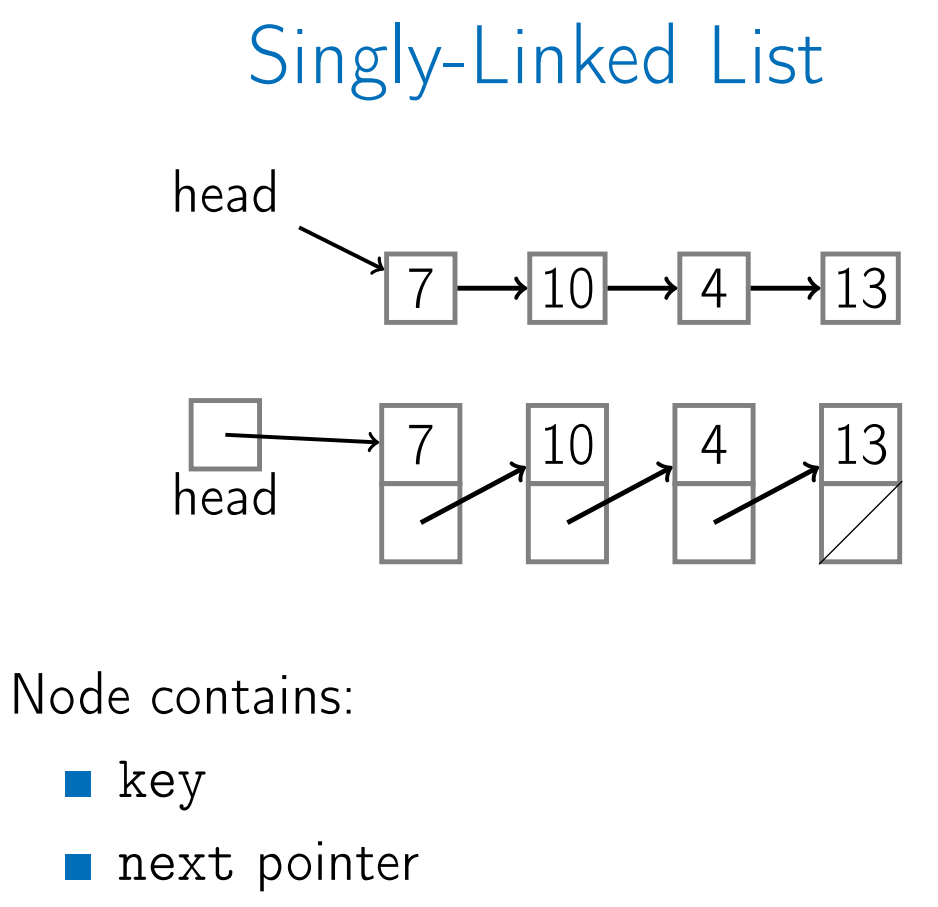 Singly-Linked List
head
7 10 4 13
7 10 4 13
head
Node contains:
key
next pointer